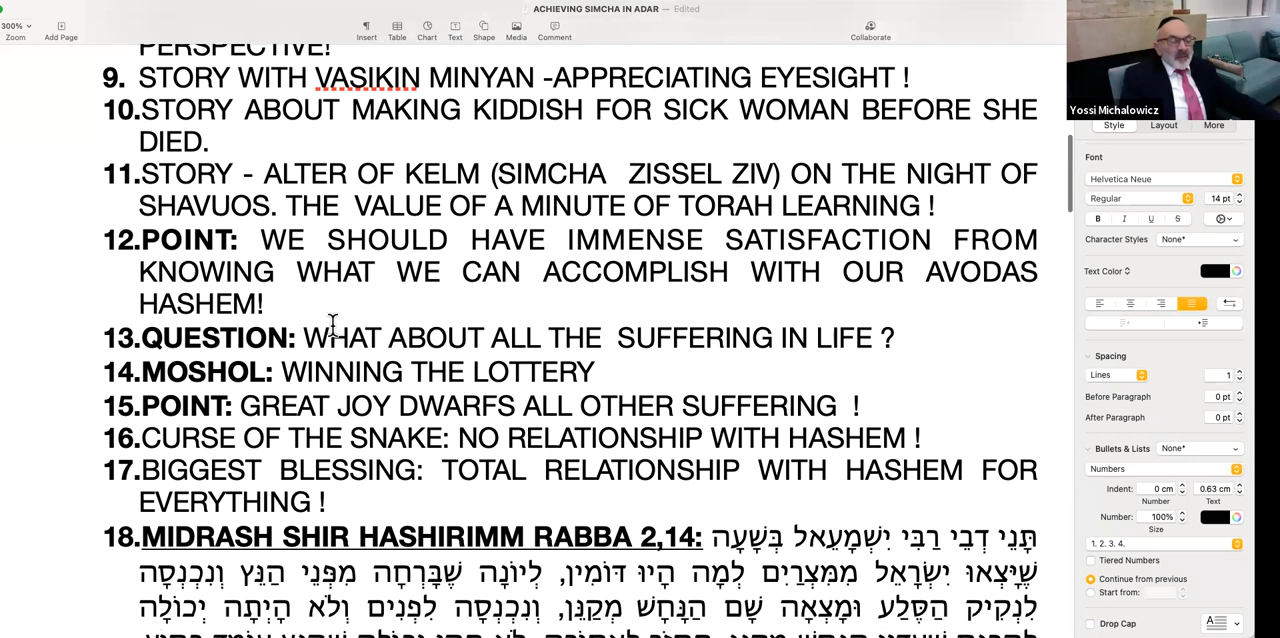 ACHIEVING SIMCHA IN ADAR — Edited
300%
Zoom
Add Page
Insert
Table
Chart
Text
Shape
Media
Comment
Collaborate
PERSPECTIVE!
9. STORY WITH VASIKIN MINYAN -APPRECIATING EYESIGHT !
10.STORY ABOUT MAKING KIDDISH FOR SICK WOMAN BEFORE SHE
DIED.
11.STORY - ALTER OF KELM (SIMCHA ZISSEL ZIV) ON THE NIGHT OF
SHAVUOS. THE VALUE OF A MINUTE OF TORAH LEARNING !
12.POINT: WE SHOULD HAVE IMMENSE SATISFACTION FROM
KNOWING WHAT WE CAN ACCOMPLISH WITH OUR AVODAS
HASHEM!
13.QUESTION: WHAT ABOUT ALL THE SUFFERING IN LIFE ?
14.MOSHOL: WINNING THE LOTTERY
15.POINT: GREAT JOY DWARFS ALL OTHER SUFFERING !
16.CURSE OF THE SNAKE: NO RELATIONSHIP WITH HASHEM !
17.BIGGEST BLESSING: TOTAL RELATIONSHIP WITH HASHEM FOR
EVERYTHING !
18.MIDRASH SHIR HASHIRIMM RABBA 2,14: תָּנֵי דְבֵי רַבִּי יִשְׁמָעֵאל בְּשָׁעָה
שֶׁיָּצְאוּ יִשְׂרָאֵל מִמִּצְרַיִם לְמָה הָיוּ דּוֹמִין, לְיוֹנָה שֶׁבָּרְחָה מִפְּנֵי הַנֵּץ וְנִכְנְסָה
לִנְקִיק הַסֶּלַע וּמָצְאָה שָׁם הַנָּחָשׁ מְקַנֵּן, וְנִכְנְסָה לִפְנִים וְלֹא הָיְתָה יְכוֹלָה
Yossi Michalowicz
Style
Layout
More
Font
Helvetica Neue
Regular
14 pt
B I U S
Character Styles
None*
Text Color
Spacing
Lines
1
Before Paragraph
0 pt
After Paragraph
0 pt
Bullets & Lists
None*
Numbers
Indent:
0 cm
0.63 cm
Number
Text
Number:
100%
Size
1. 2. 3. 4.
Tiered Numbers
Continue from previous
Start from:
Drop Cap